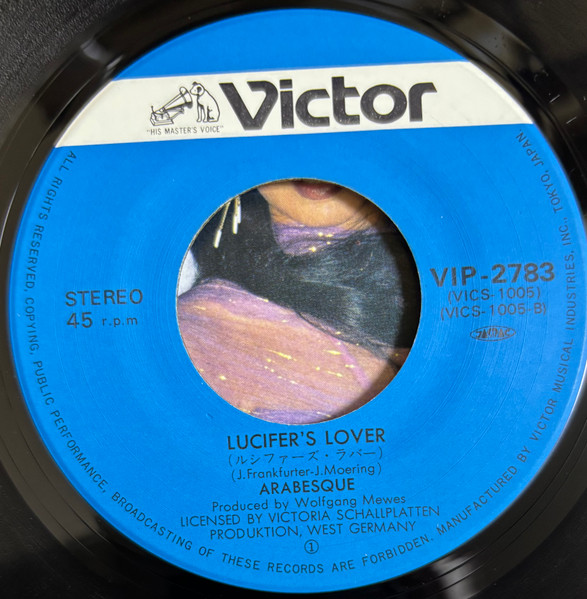 Victor
"HIS MASTER'S VOICE"
STEREO
45 r.p.m
VIP-2783
(VICS-1005)
(VICS-1005-B)
LUCIFER'S LOVER
(ルシファーズ・ラバー)
(J.Frankfurter-J.Moering)
ARABESQUE
Produced by Wolfgang Mewes
LICENSED BY VICTORIA SCHALLPLATTEN
PRODUKTION, WEST GERMANY
①
ALL RIGHTS RESERVED, COPYING, PUBLIC PERFORMANCE, BROADCASTING OF THESE RECORDS ARE FORBIDDEN, MANUFACTURED BY VICTOR MUSICAL INDUSTRIES, INC., TOKYO, JAPAN